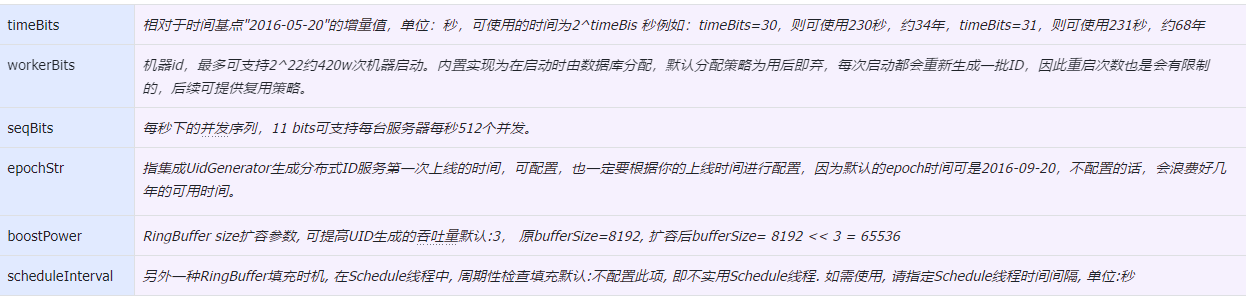 timeBits
相对于时间基点"2016-05-20"的增量值，单位：秒，可使用的时间为2^timeBis 秒例如：timeBits=30，则可使用230秒，约34年，timeBits=31，则可使用231秒，约68年
workerBits
机器id，最多可支持2^22约420w次机器启动。内置实现为在启动时由数据库分配，默认分配策略为用后即弃，每次启动都会重新生成一批ID，因此重启次数也是会有限制
的，后续可提供复用策略。
seqBits
每秒下的并发序列，11 bits可支持每台服务器每秒512个并发。
epochStr
指集成UidGenerator生成分布式ID服务第一次上线的时间，可配置，也一定要根据你的上线时间进行配置，因为默认的epoch时间可是2016-09-20，不配置的话，会浪费好几
年的可用时间。
boostPower
RingBuffer size扩容参数, 可提高UID生成的吞吐量默认:3， 原bufferSize=8192, 扩容后bufferSize= 8192 << 3 = 65536
scheduleInterval
另外一种RingBuffer填充时机, 在Schedule线程中, 周期性检查填充默认:不配置此项, 即不实用Schedule线程. 如需使用, 请指定Schedule线程时间间隔, 单位:秒